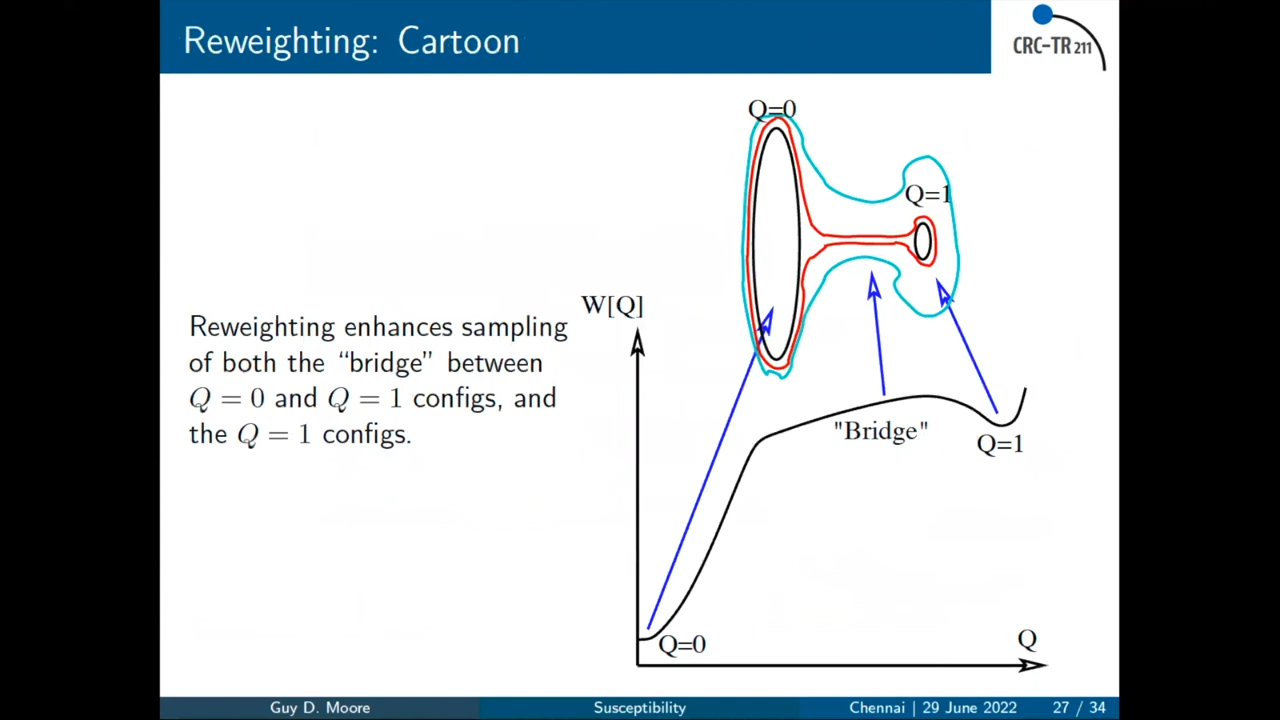 Reweighting: Cartoon
CRC-TR 211
Q=0
Q=1
W[Q]
Reweighting enhances sampling
of both the “bridge” between
Q = 0 and Q = 1 configs, and
the Q = 1 configs.
"Bridge"
Q=1
Q=0
Q
Guy D. Moore
Susceptibility
Chennai | 29 June 2022
27 / 34